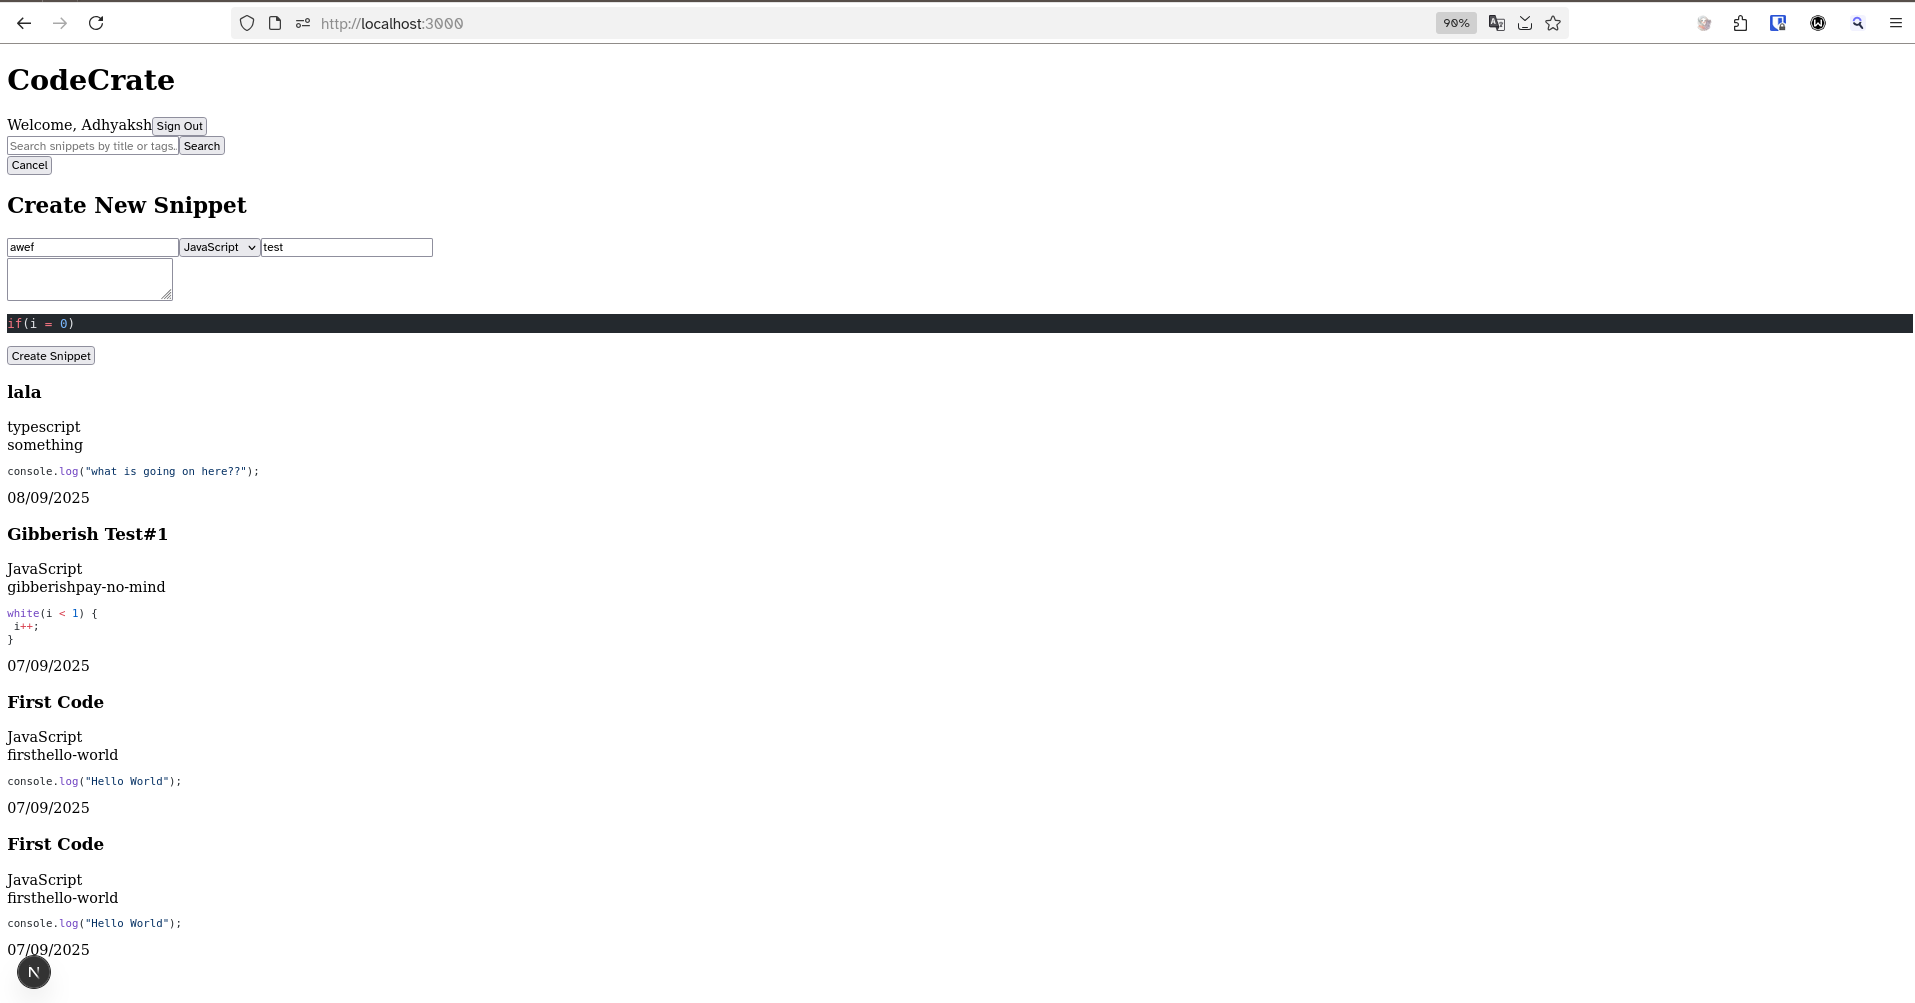 http://localhost:3000
90%
CodeCrate
Welcome, Adhyaksh Sign Out
Search snippets by title or tags. Search
Cancel
Create New Snippet
awef JavaScript test
if(i = 0)
Create Snippet
lala
typescript
something
console.log("what is going on here??");
08/09/2025
Gibberish Test#1
JavaScript
gibberishpay-no-mind
white(i < 1) {
i++;
}
07/09/2025
First Code
JavaScript
firsthello-world
console.log("Hello World");
07/09/2025
First Code
JavaScript
firsthello-world
console.log("Hello World");
07/09/2025
N